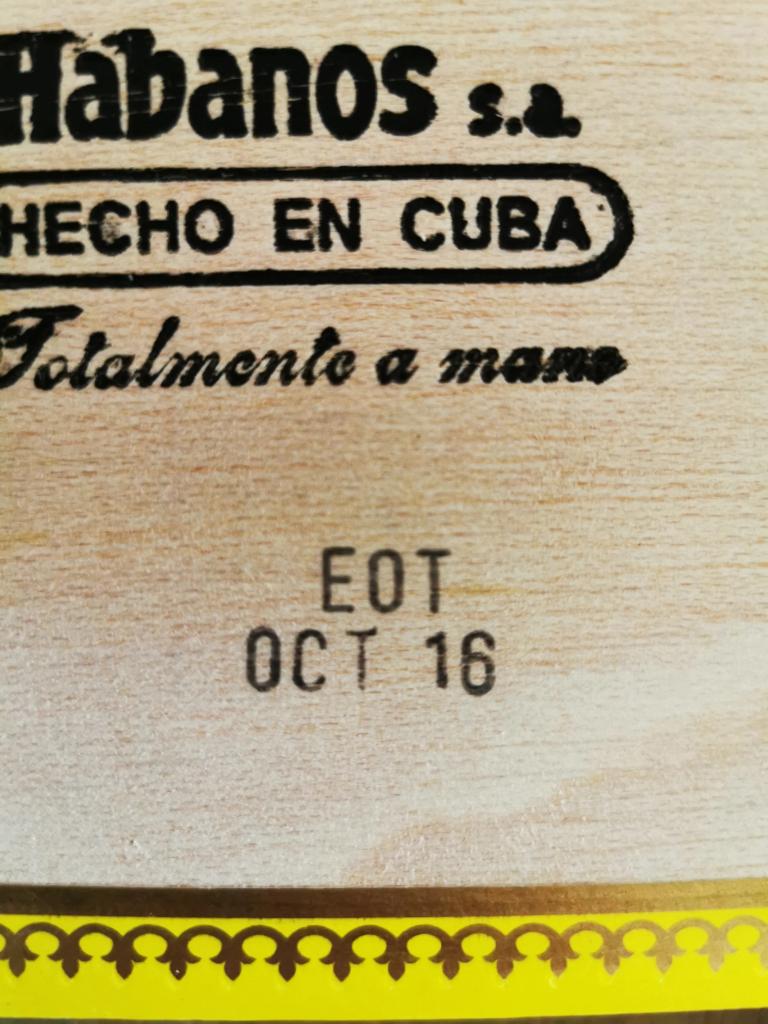 Habanos s.a.
HECHO EN CUBA
Totalmente a mano
EOT
OCT 16